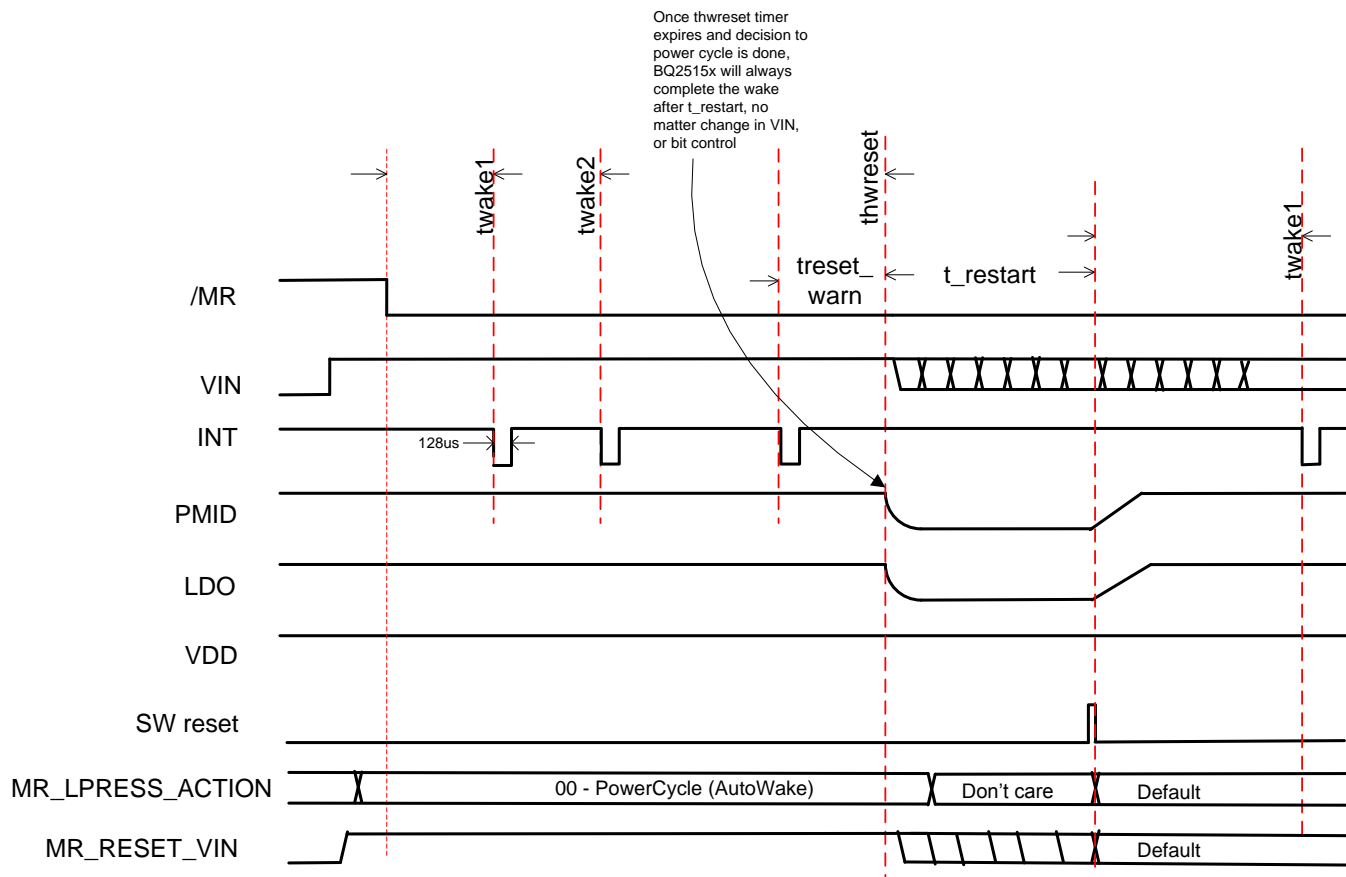 Once thwreset timer
expires and decision to
power cycle is done,
BQ2515x will always
complete the wake
after t_restart, no
matter change in VIN,
or bit control
twake1
twake2
thwreset
twake1
treset_
warn
t_restart
/MR
VIN
INT
128us
PMID
LDO
VDD
SW reset
MR_LPRESS_ACTION
00 - PowerCycle (AutoWake)
Don't care
Default
MR_RESET_VIN
Default